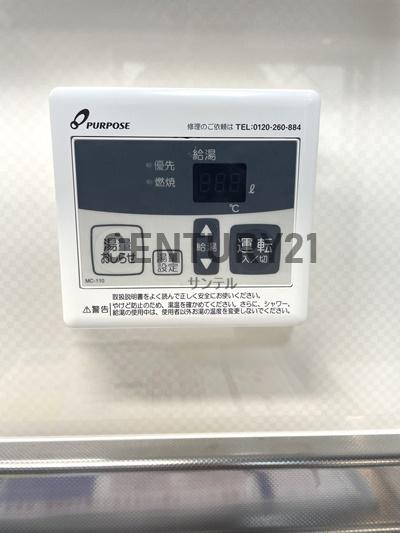 PURPOSE
修理のご依頼は TEL:0120-260-884
給湯
優先
燃焼
ℓ
℃
CENTURY21
湯量
おしらせ
湯量
設定
給湯
運転
入/切
MC-110
サンテル
取扱説明書をよく読んで正しく安全にお使いください。
⚠警告
やけど防止のため、湯温を確かめてください。さらに、シャワー、
給湯の使用中は、使用者以外お湯の温度を変更しないでください。